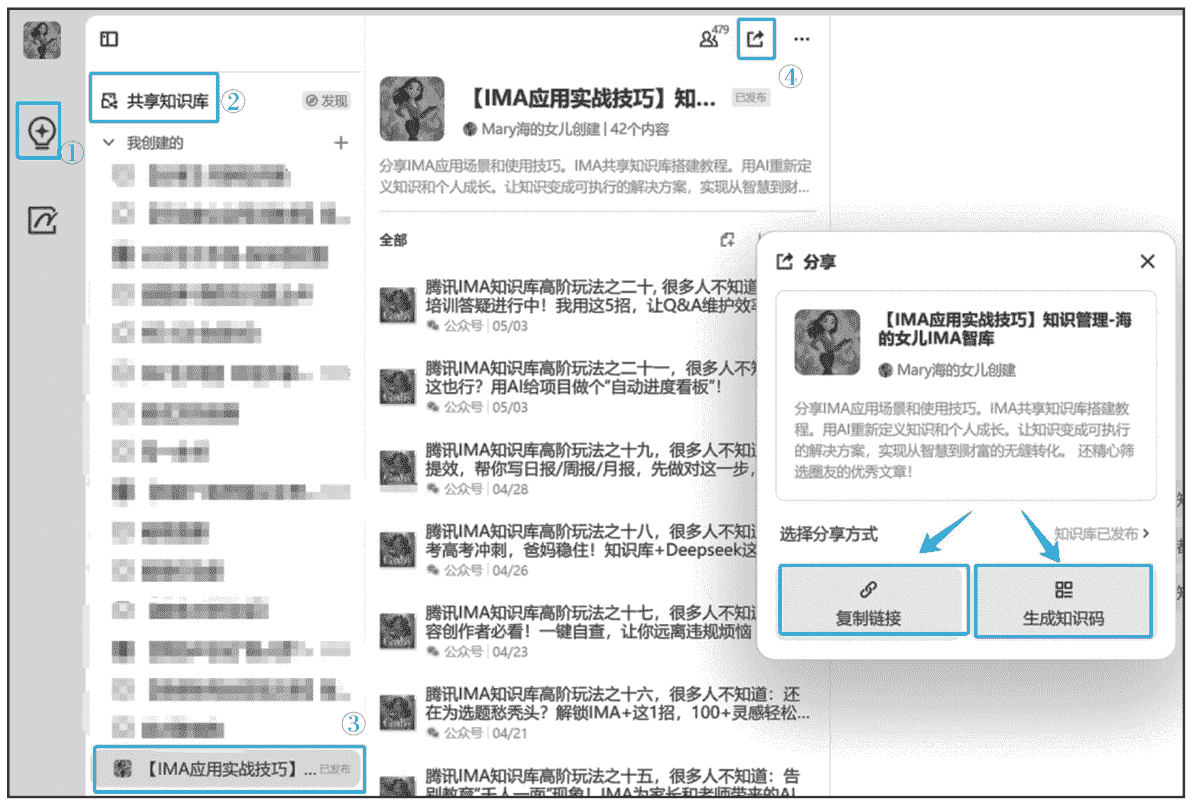 ①
共享知识库
②
发现
我创建的
③
【IMA应用实战技巧】...
已发布
479
④
【IMA应用实战技巧】知...
已发布
Mary海的女儿创建 | 42个内容
分享IMA应用场景和使用技巧。IMA共享知识库搭建教程。用AI重新定
义知识和个人成长。让知识变成可执行的解决方案，实现从智慧到财...
全部
腾讯IMA知识库高阶玩法之二十, 很多人不知道
培训答疑进行中！我用这5招，让Q&A维护效
公众号 | 05/03
腾讯IMA知识库高阶玩法之二十一，很多人不
这也行？用AI给项目做个“自动进度看板”！
公众号 | 05/03
腾讯IMA知识库高阶玩法之十九，很多人不知
提效，帮你写日报/周报/月报，先做对这一步，
公众号 | 04/28
腾讯IMA知识库高阶玩法之十八，很多人不知
考高考冲刺，爸妈稳住！知识库+Deepseek这
公众号 | 04/26
腾讯IMA知识库高阶玩法之十七，很多人不知
容创作者必看！一键自查，让你远离违规烦恼
公众号 | 04/23
腾讯IMA知识库高阶玩法之十六，很多人不知道：还
在为选题愁秃头？解锁IMA+这1招，100+灵感轻松...
公众号 | 04/21
腾讯IMA知识库高阶玩法之十五，很多人不知道：告
别教育“千人一面”现象！IMA为家长和老师带来的AI
分享
【IMA应用实战技巧】知识管理-海
的女儿IMA智库
Mary海的女儿创建
分享IMA应用场景和使用技巧。IMA共享知识库搭建教
程。用AI重新定义知识和个人成长。让知识变成可执行
的解决方案，实现从智慧到财富的无缝转化。 还精心筛
选圈友的优秀文章！
选择分享方式
知识库已发布
复制链接
生成知识码